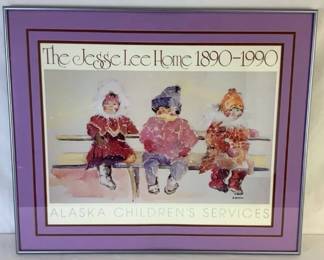 The Jesse Lee Home 1890-1990
ALASKA CHILDREN'S SERVICES